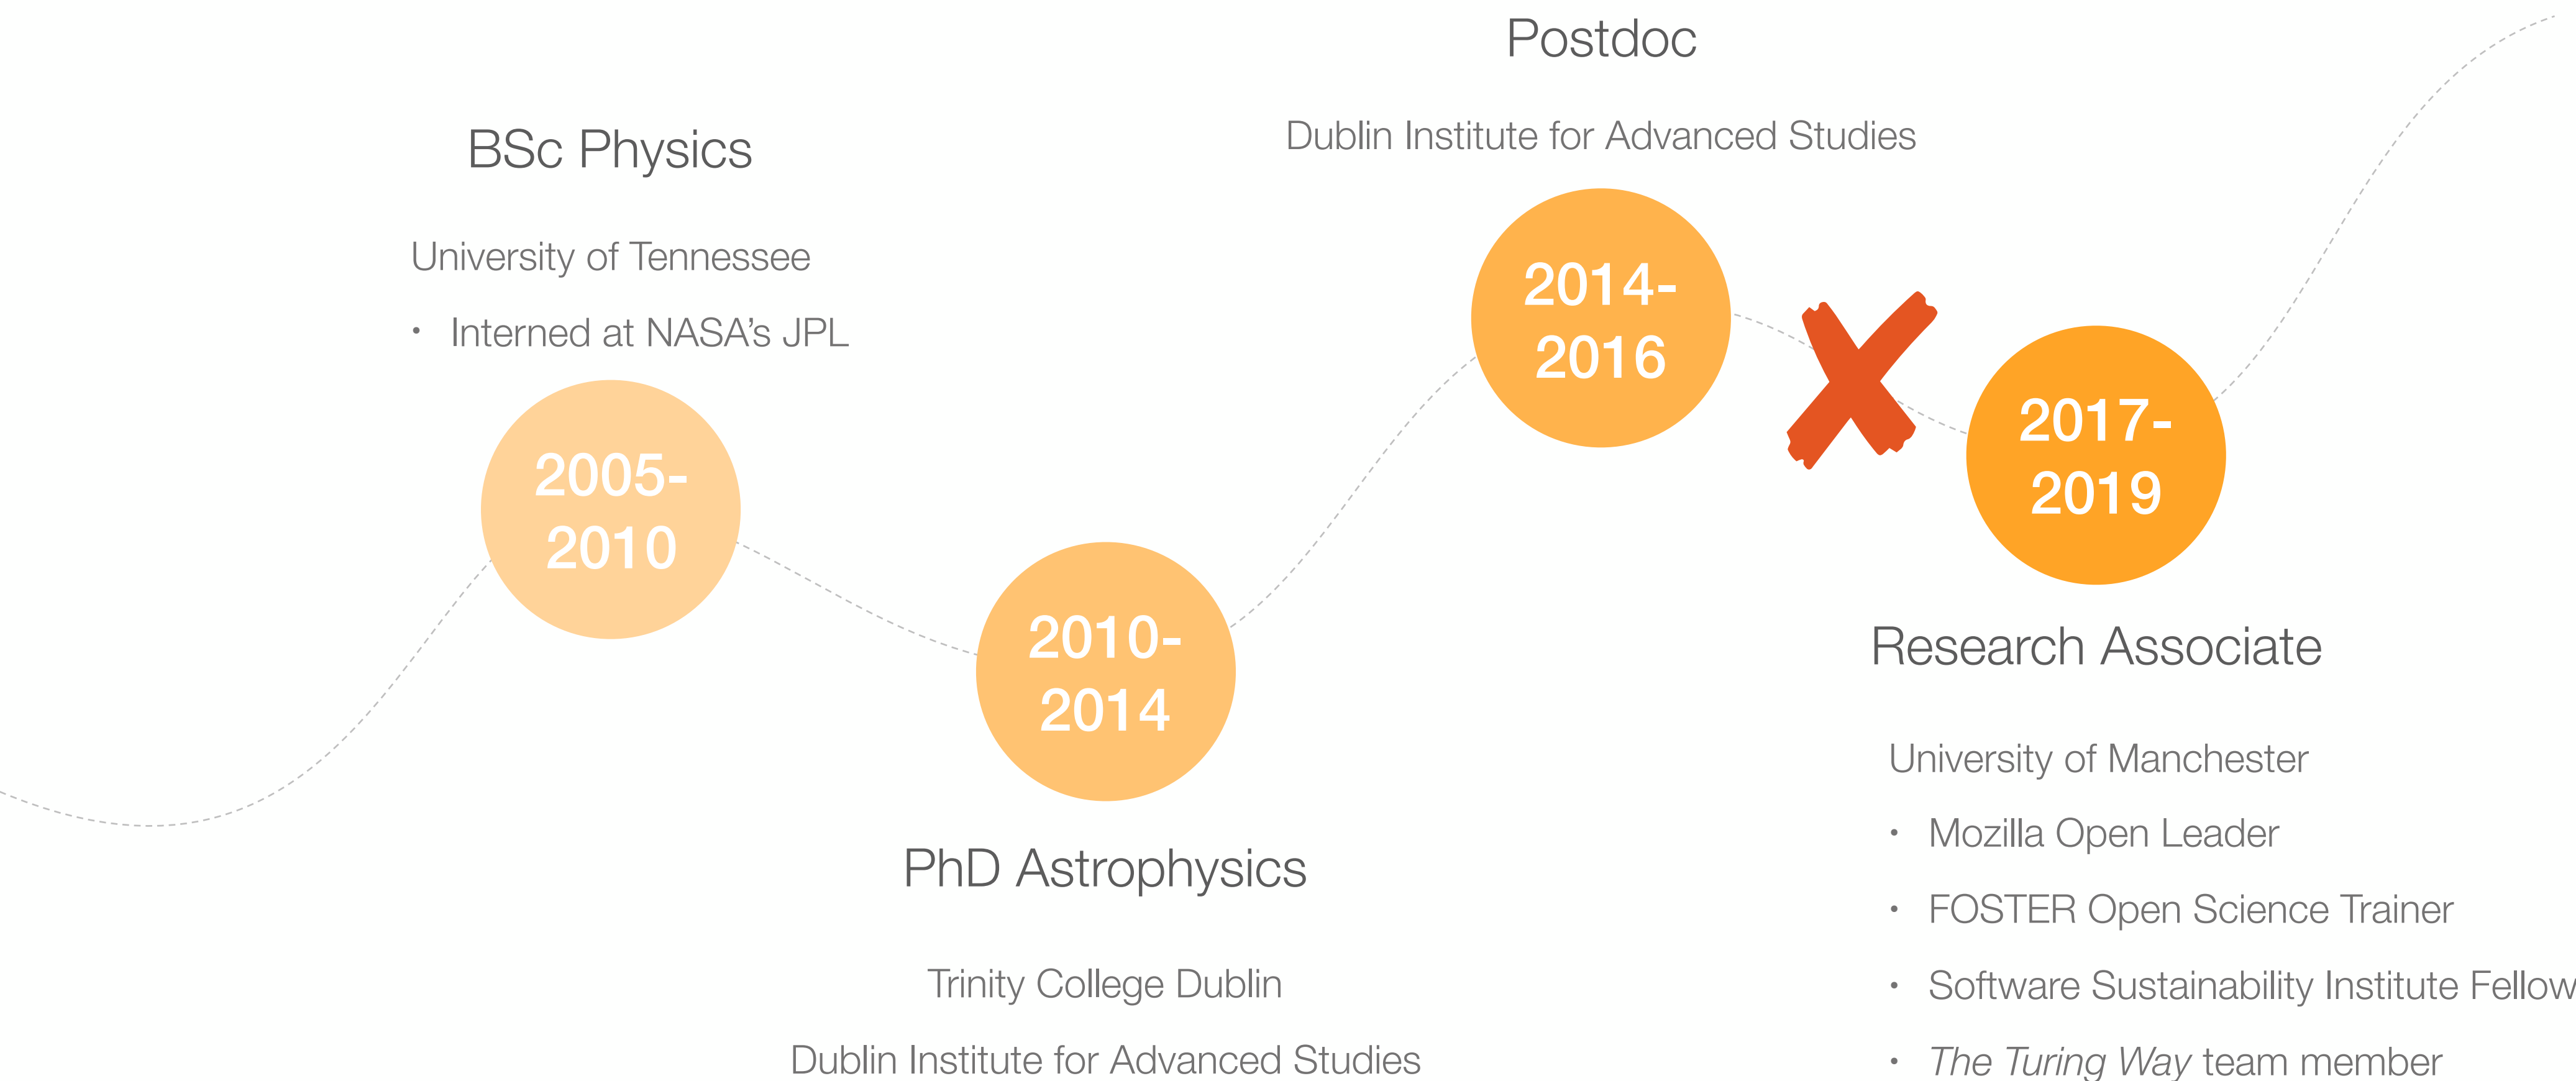 BSc Physics
University of Tennessee
• Interned at NASA’s JPL
2005-
2010
2010-
2014
PhD Astrophysics
Trinity College Dublin
Dublin Institute for Advanced Studies
Postdoc
Dublin Institute for Advanced Studies
2014-
2016
2017-
2019
Research Associate
University of Manchester
• Mozilla Open Leader
• FOSTER Open Science Trainer
• Software Sustainability Institute Fellow
• The Turing Way team member